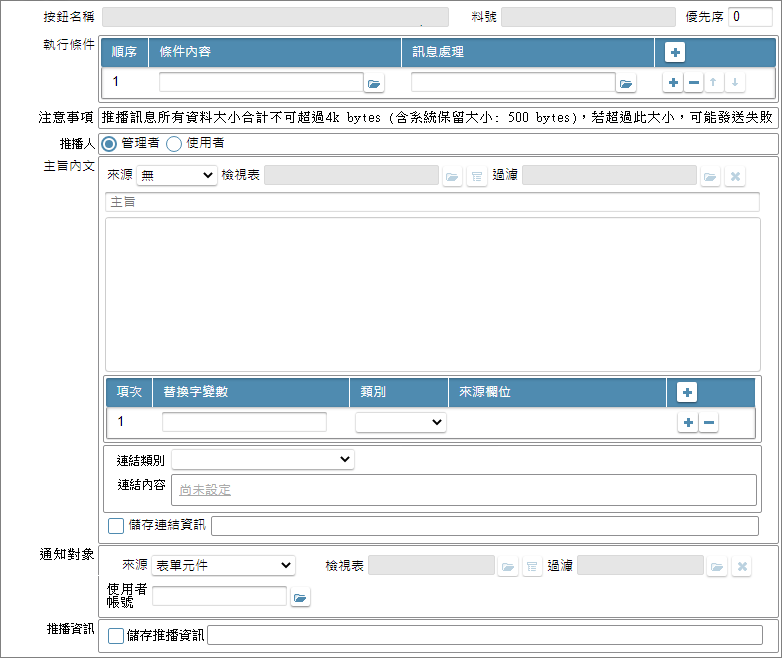 按鈕名稱 料號 優先序 0
執行條件
順序 條件內容 訊息處理
1
注意事項 推播訊息所有資料大小合計不可超過4k bytes (含系統保留大小: 500 bytes)，若超過此大小，可能發送失敗
推播人 管理者 使用者
主旨內文
來源 無 檢視表 過濾
主旨
項次 替換字變數 類別 來源欄位
1
連結類別
連結內容 尚未設定
儲存連結資訊
通知對象
來源 表單元件 檢視表 過濾
使用者
帳號
推播資訊
儲存推播資訊